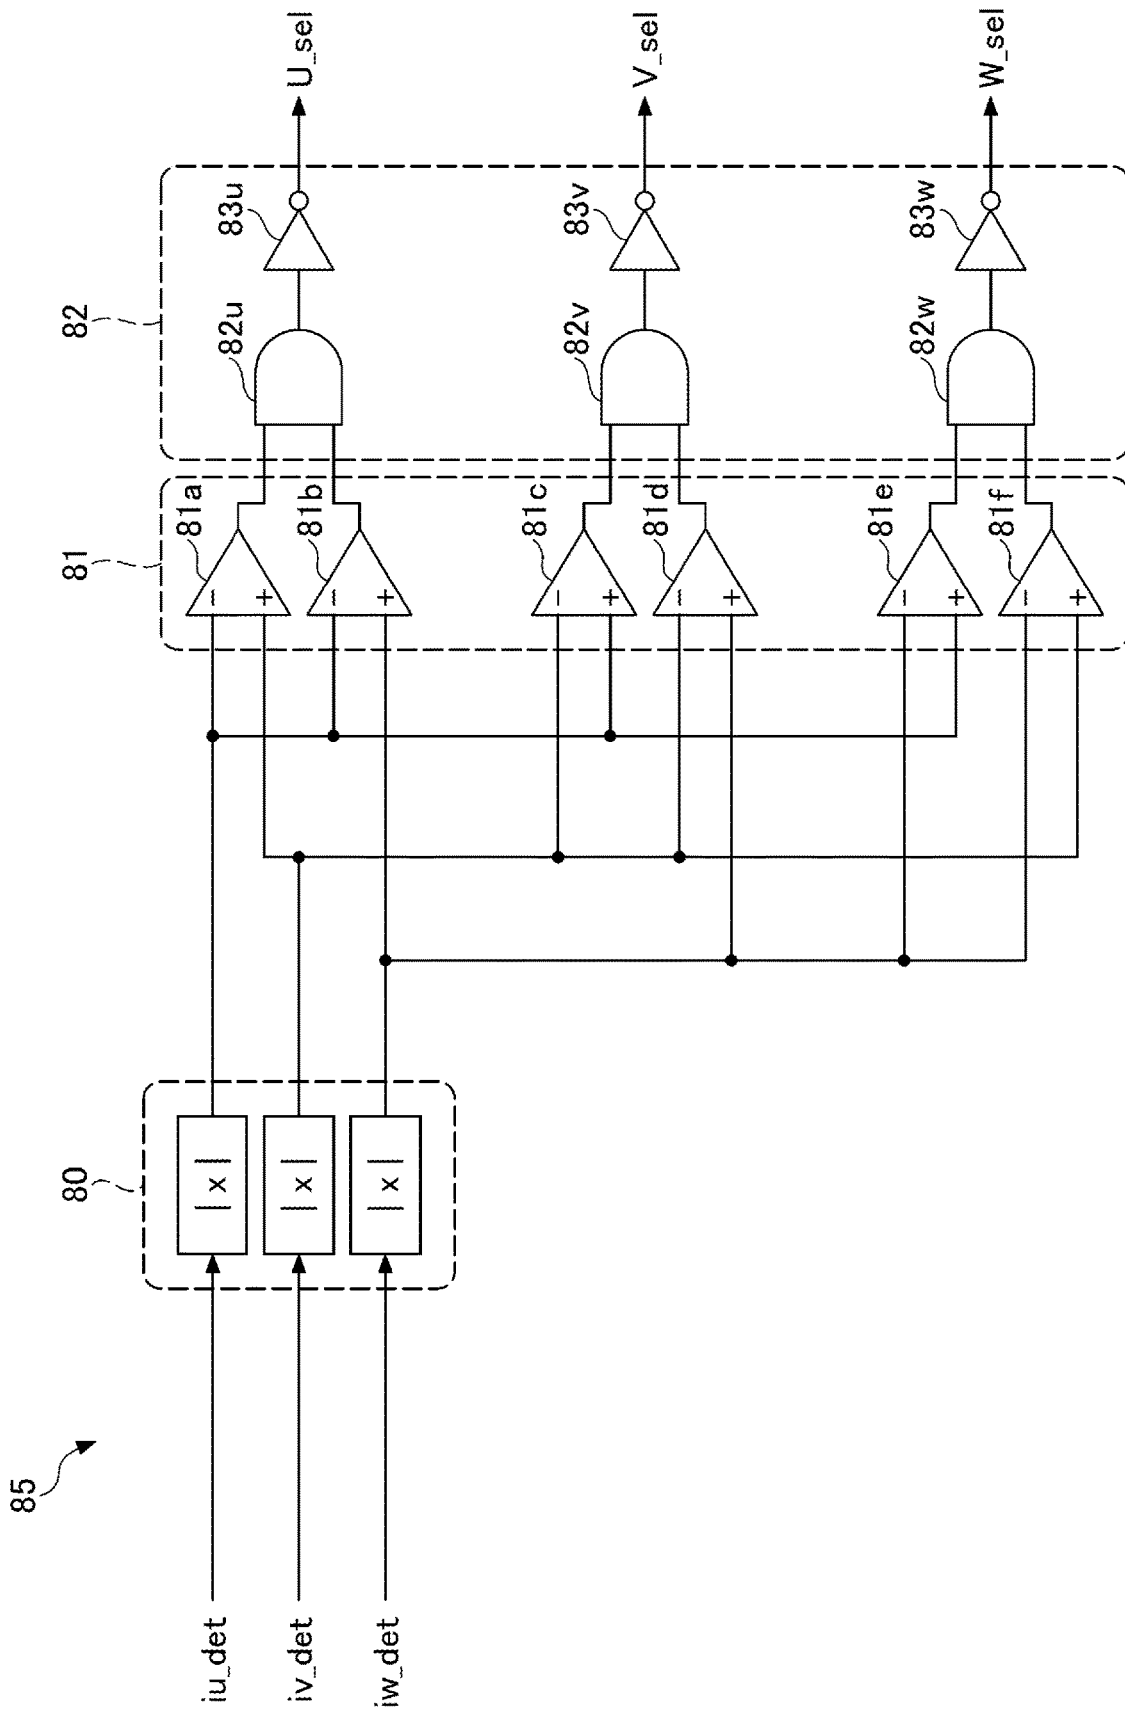 85
iu_det
iv_det
iw_det
80
|x|
|x|
|x|
81
81a
−
+
81b
−
+
81c
−
+
81d
−
+
81e
−
+
81f
−
+
82
82u
83u
82v
83v
82w
83w
U_sel
V_sel
W_sel